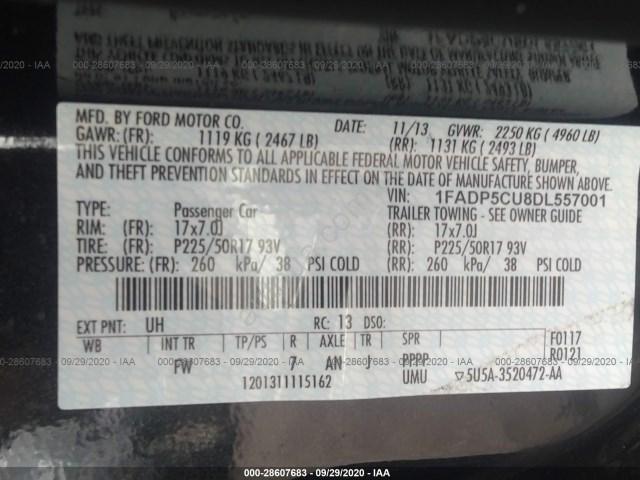 000-28607683 - 09/29/2020 - IAA
MFD. BY FORD MOTOR CO. DATE: 11/13 GVWR: 2250 KG ( 4960 LB)
GAWR: (FR): 1119 KG ( 2467 LB) (RR): 1131 KG ( 2493 LB)
THIS VEHICLE CONFORMS TO ALL APPLICABLE FEDERAL MOTOR VEHICLE SAFETY, BUMPER,
AND THEFT PREVENTION STANDARDS IN EFFECT ON THE DATE OF MANUFACTURE SHOWN ABOVE.
VIN: 1FADP5CU8DL557001
TYPE: Passenger Car TRAILER TOWING - SEE OWNER GUIDE
RIM: (FR): 17x7.0J (RR): 17x7.0J
TIRE: (FR): P225/50R17 93V (RR): P225/50R17 93V
PRESSURE: (FR): 260 kPa/ 38 PSI COLD (RR): 260 kPa/ 38 PSI COLD
EXT PNT: UH RC: 13 DSO: F0117
WB INT TR TP/PS R AXLE TR SPR R0121
FW 7 AN J PPPP
1201311115162 UMU ▽5U5A-3520472-AA
000-28607683 - 09/29/2020 - IAA